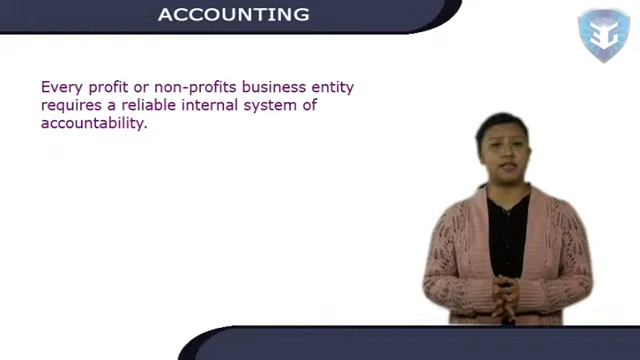 ACCOUNTING
Every profit or non-profits business entity
requires a reliable internal system of
accountability.